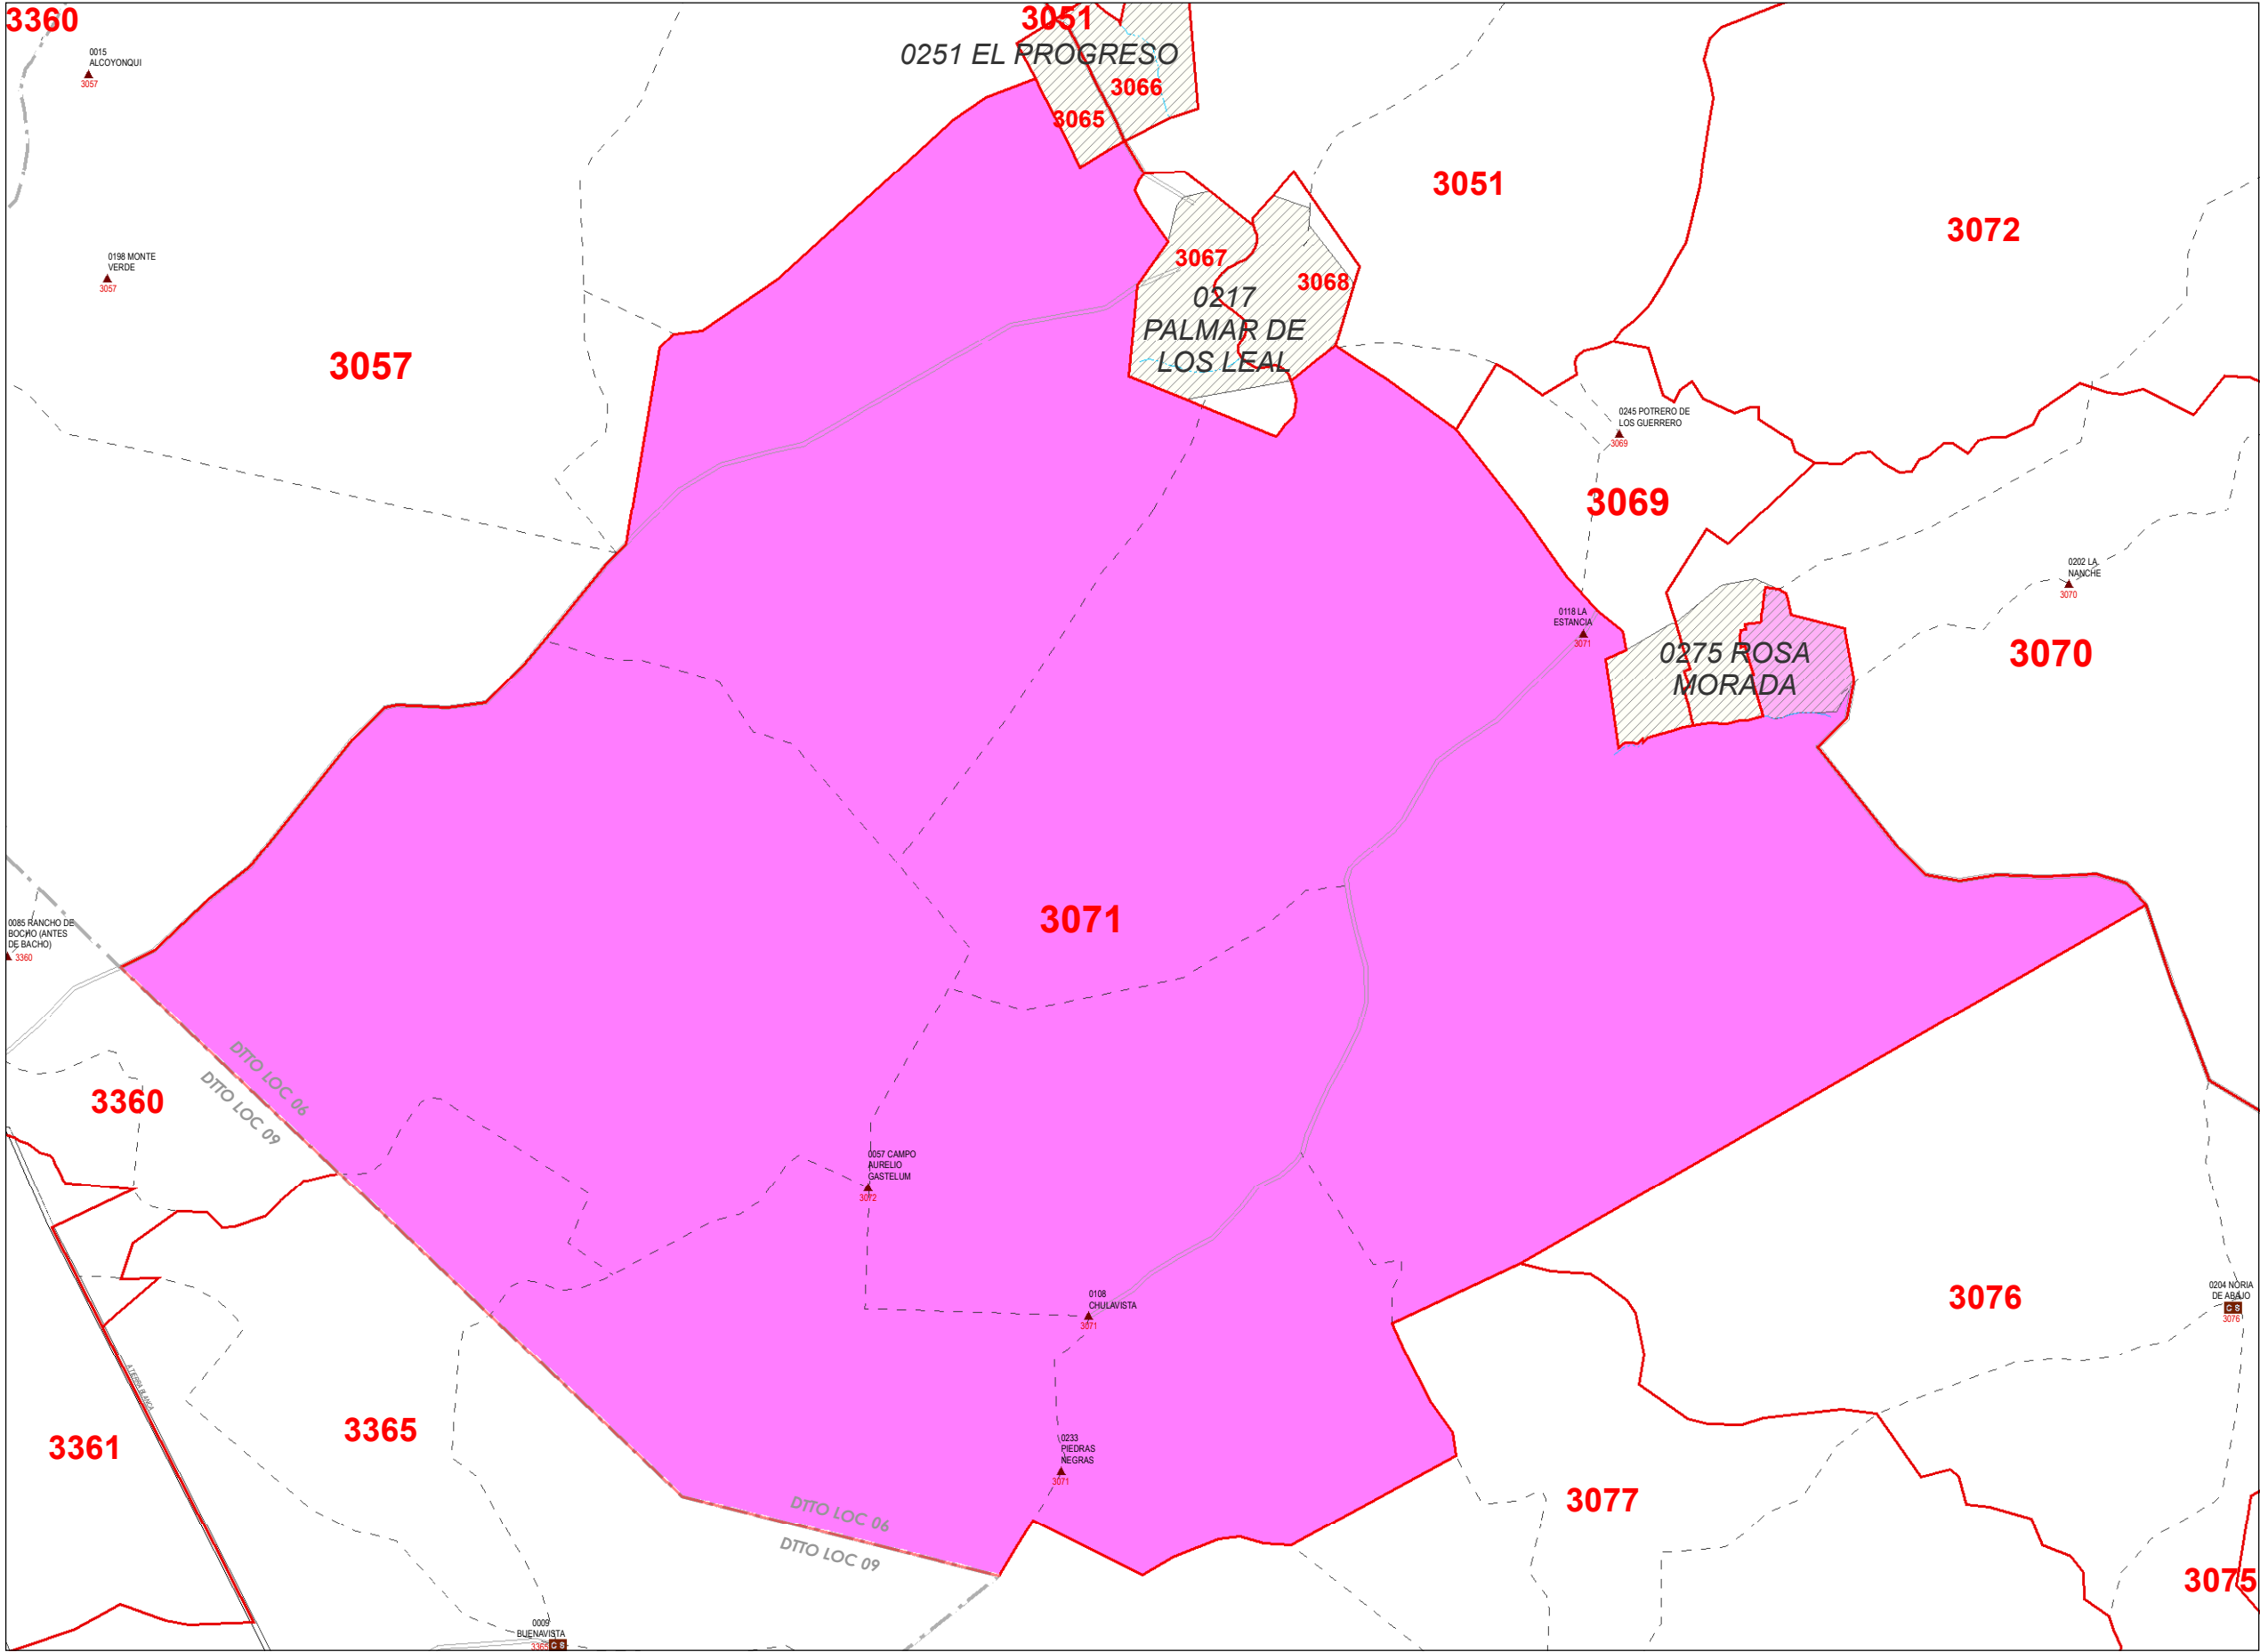 3360
3051
0015
ALCOYONQUI
3057
0251 EL PROGRESO
3066
3065
3051
3072
0198 MONTE
VERDE
3057
3067
3068
0217
PALMAR DE
LOS LEAL
3057
0245 POTRERO DE
LOS GUERRERO
3069
3069
0202 LA
NANCHE
3070
0118 LA
ESTANCIA
3071
0275 ROSA
MORADA
3070
3071
0085 RANCHO DE
BOCHO (ANTES
DE BACHO)
3360
DTTO LOC 06
DTTO LOC 09
3360
0057 CAMPO
AURELIO
GASTELUM
3072
0108
CHULAVISTA
3071
3076
0204 NORIA
DE ABAJO
C S
3076
A TIERRA BLANCA
3365
3361
0233
PIEDRAS
NEGRAS
3071
3077
DTTO LOC 06
DTTO LOC 09
3075
0009
BUENAVISTA
3365
C S